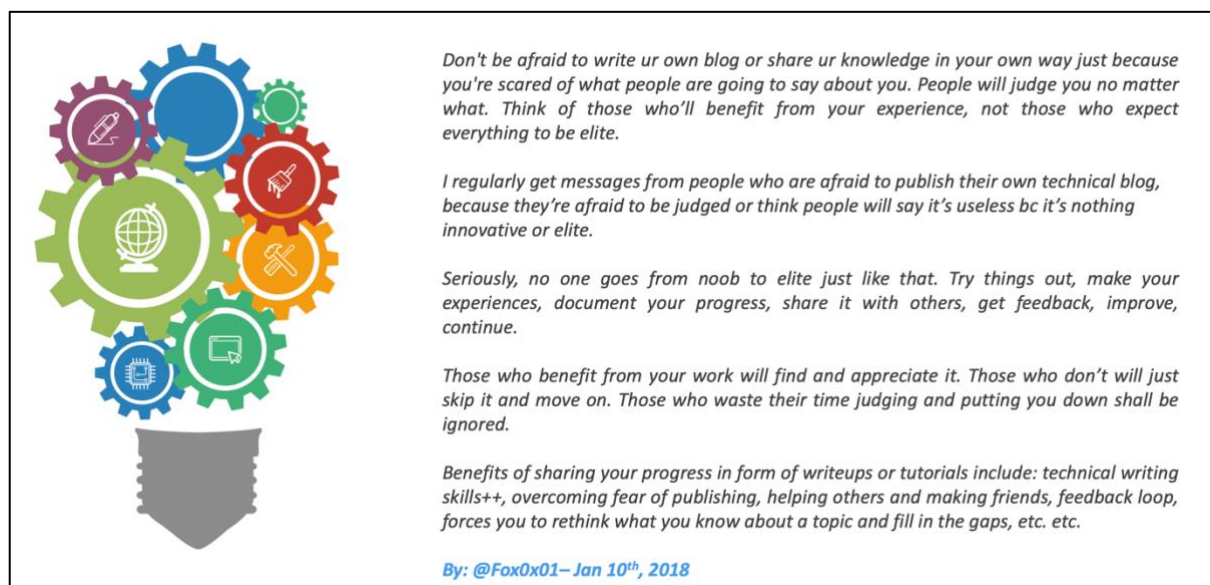 Don't be afraid to write ur own blog or share ur knowledge in your own way just because
you're scared of what people are going to say about you. People will judge you no matter
what. Think of those who’ll benefit from your experience, not those who expect
everything to be elite.
I regularly get messages from people who are afraid to publish their own technical blog,
because they’re afraid to be judged or think people will say it’s useless bc it’s nothing
innovative or elite.
Seriously, no one goes from noob to elite just like that. Try things out, make your
experiences, document your progress, share it with others, get feedback, improve,
continue.
Those who benefit from your work will find and appreciate it. Those who don’t will just
skip it and move on. Those who waste their time judging and putting you down shall be
ignored.
Benefits of sharing your progress in form of writeups or tutorials include: technical writing
skills++, overcoming fear of publishing, helping others and making friends, feedback loop,
forces you to rethink what you know about a topic and fill in the gaps, etc. etc.
By: @Fox0x01– Jan 10th, 2018